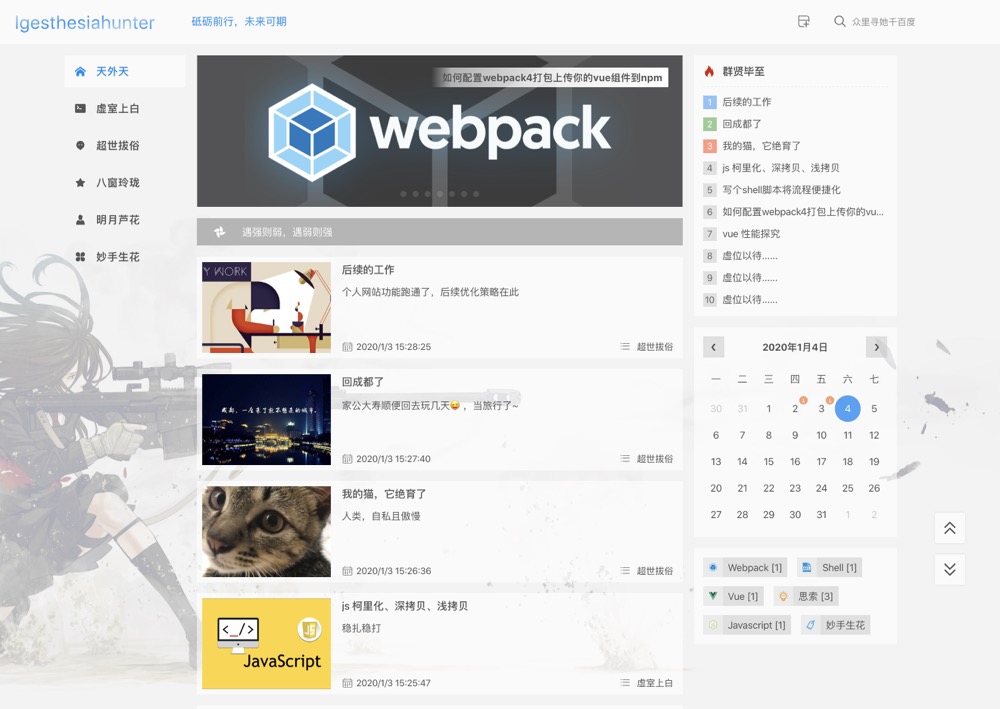 lgesthesiahunter
砥砺前行，未来可期
众里寻她千百度
天外天
虚室上白
超世拔俗
八窗玲珑
明月芦花
妙手生花
如何配置webpack4打包上传你的vue组件到npm
webpack
遇强则弱，遇弱则强
Y WORK
后续的工作
个人网站功能跑通了，后续优化策略在此
2020/1/3 15:28:25
超世拔俗
成都，一座来了就不想走的城市。
回成都了
家公大寿顺便回去玩几天😜，当旅行了~
2020/1/3 15:27:40
超世拔俗
我的猫，它绝育了
人类，自私且傲慢
2020/1/3 15:26:36
超世拔俗
<_/>
JS
JavaScript
js 柯里化、深拷贝、浅拷贝
稳扎稳打
2020/1/3 15:25:47
虚室上白
群贤毕至
1 后续的工作
2 回成都了
3 我的猫，它绝育了
4 js 柯里化、深拷贝、浅拷贝
5 写个shell脚本将流程便捷化
6 如何配置webpack4打包上传你的vu...
7 vue 性能探究
8 虚位以待......
9 虚位以待......
10 虚位以待......
2020年1月4日
一 二 三 四 五 六 七
30 31 1 2 3 4 5
6 7 8 9 10 11 12
13 14 15 16 17 18 19
20 21 22 23 24 25 26
27 28 29 30 31 1 2
Webpack [1]
Shell [1]
Vue [1]
思索 [3]
Javascript [1]
妙手生花